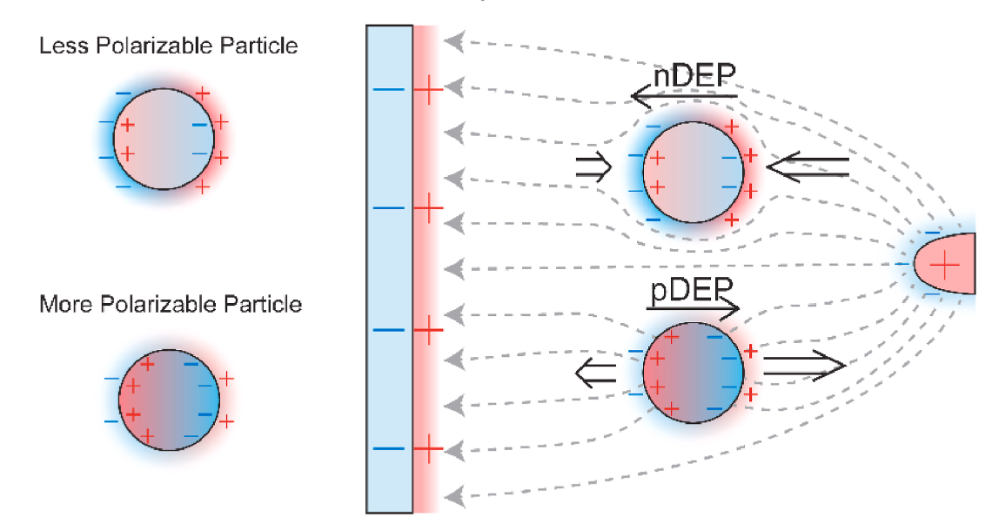 Less Polarizable Particle
nDEP
More Polarizable Particle
pDEP